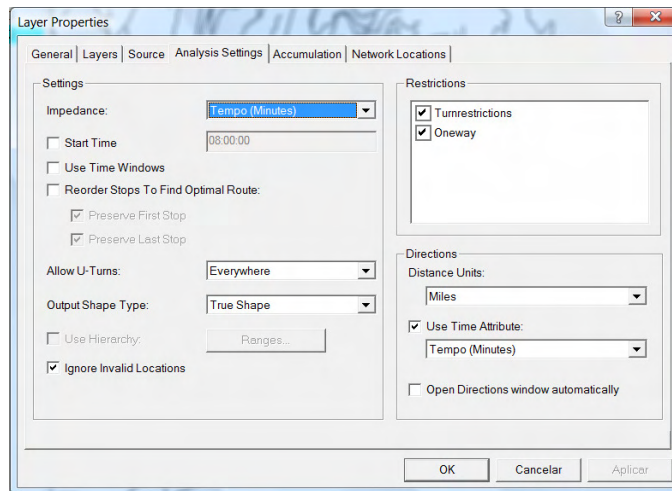 Layer Properties
General Layers Source Analysis Settings Accumulation Network Locations
Settings
Impedance: Tempo (Minutes)
Start Time 08:00:00
Use Time Windows
Reorder Stops To Find Optimal Route:
Preserve First Stop
Preserve Last Stop
Allow U-Turns: Everywhere
Output Shape Type: True Shape
Use Hierarchy: Ranges...
Ignore Invalid Locations
Restrictions
Turnrestrictions
Oneway
Directions
Distance Units:
Miles
Use Time Attribute:
Tempo (Minutes)
Open Directions window automatically
OK Cancelar Aplicar